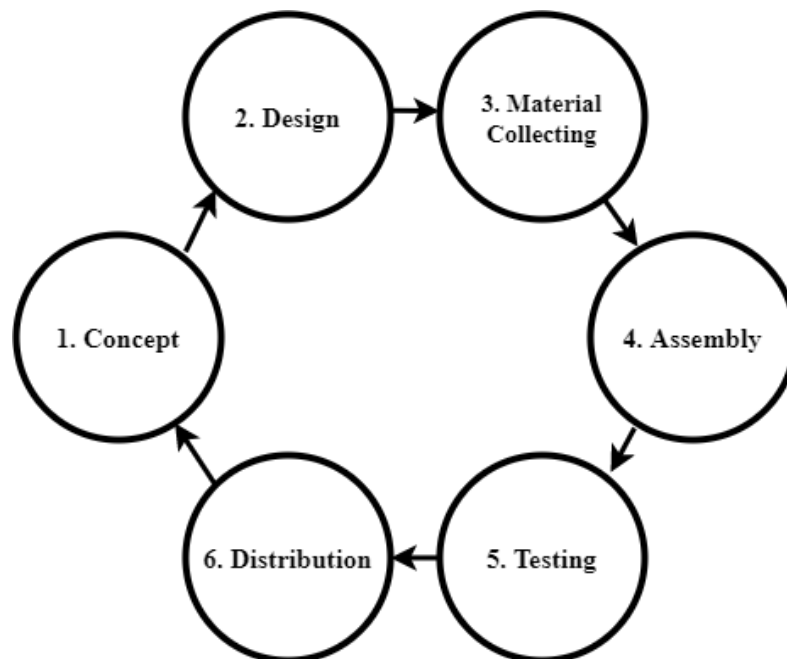 1. Concept
2. Design
3. Material
Collecting
4. Assembly
5. Testing
6. Distribution